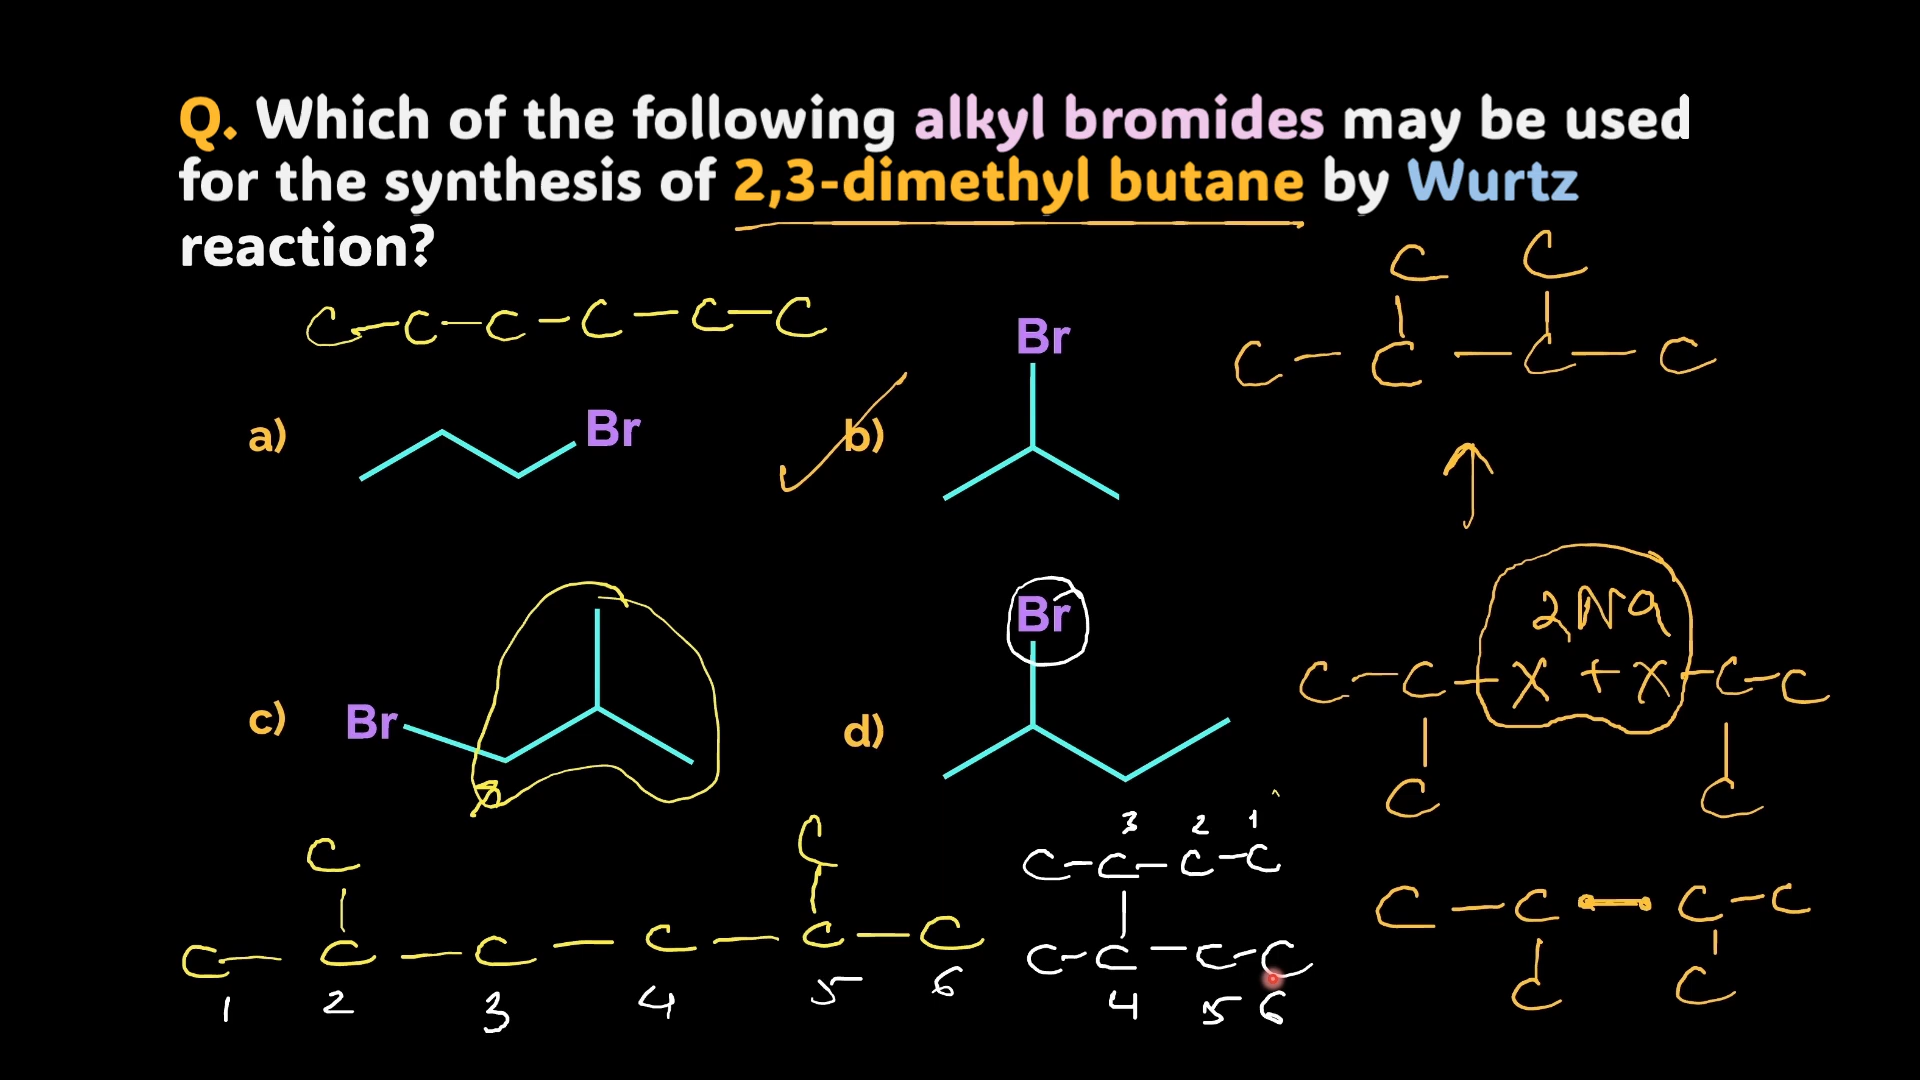 Q. Which of the following alkyl bromides may be used
for the synthesis of 2,3-dimethyl butane by Wurtz
reaction?
C C
C-C-C-C-C-C
Br
C-C-C-C
a) Br
b)
2Na
Br
C-C-X+X-C-C
c) Br
d)
C C
3 2 1
C C
C-C-C-C
C-C-C-C
C-C-C-C-C-C
C-C-C-C
1 2 3 4 5 6
4 5 6
C C